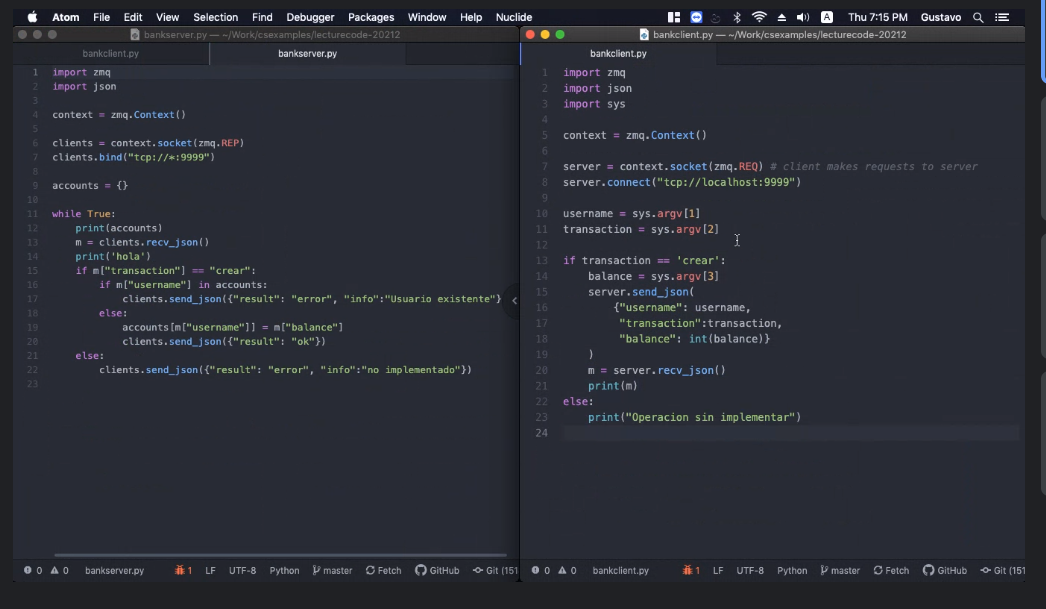 Atom File Edit View Selection Find Debugger Packages Window Help Nuclide A Thu 7:15 PM Gustavo
bankserver.py — ~/Work/csexamples/lecturecode-20212
bankclient.py bankserver.py
1 import zmq
2 import json
3
4 context = zmq.Context()
5
6 clients = context.socket(zmq.REP)
7 clients.bind("tcp://*:9999")
8
9 accounts = {}
10
11 while True:
12 print(accounts)
13 m = clients.recv_json()
14 print('hola')
15 if m["transaction"] == "crear":
16 if m["username"] in accounts:
17 clients.send_json({"result": "error", "info":"Usuario existente"}
18 else:
19 accounts[m["username"]] = m["balance"]
20 clients.send_json({"result": "ok"})
21 else:
22 clients.send_json({"result": "error", "info":"no implementado"})
23
0 0 bankserver.py 1 LF UTF-8 Python master Fetch GitHub Git (151
bankclient.py — ~/Work/csexamples/lecturecode-20212
bankclient.py
1 import zmq
2 import json
3 import sys
4
5 context = zmq.Context()
6
7 server = context.socket(zmq.REQ) # client makes requests to server
8 server.connect("tcp://localhost:9999")
9
10 username = sys.argv[1]
11 transaction = sys.argv[2]
12
13 if transaction == 'crear':
14 balance = sys.argv[3]
15 server.send_json(
16 {"username": username,
17 "transaction":transaction,
18 "balance": int(balance)}
19 )
20 m = server.recv_json()
21 print(m)
22 else:
23 print("Operacion sin implementar")
24
0 0 bankclient.py 1 LF UTF-8 Python master Fetch GitHub Git (151